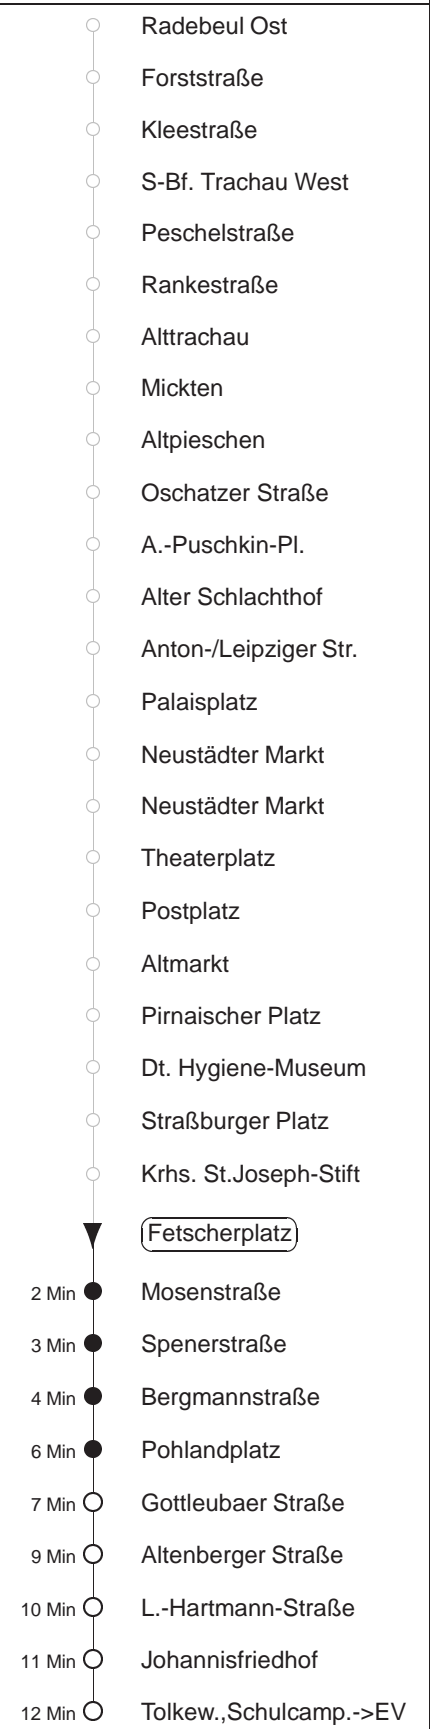 Radebeul Ost
Forststraße
Kleestraße
S-Bf. Trachau West
Peschelstraße
Rankestraße
Alttrachau
Mickten
Altpieschen
Oschatzer Straße
A.-Puschkin-Pl.
Alter Schlachthof
Anton-/Leipziger Str.
Palaisplatz
Neustädter Markt
Neustädter Markt
Theaterplatz
Postplatz
Altmarkt
Pirnaischer Platz
Dt. Hygiene-Museum
Straßburger Platz
Krhs. St.Joseph-Stift
Fetscherplatz
2 Min Mosenstraße
3 Min Spenerstraße
4 Min Bergmannstraße
6 Min Pohlandplatz
7 Min Gottleubaer Straße
9 Min Altenberger Straße
10 Min L.-Hartmann-Straße
11 Min Johannisfriedhof
12 Min Tolkew.,Schulcamp.->EV